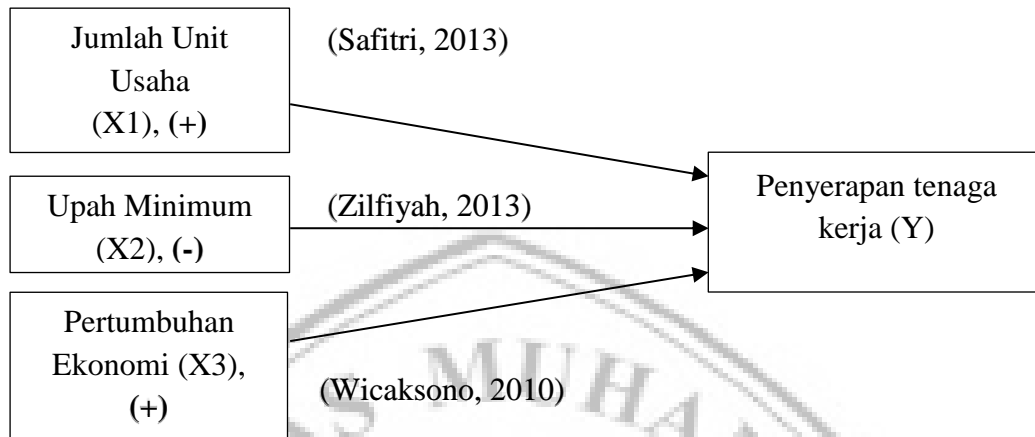 Jumlah Unit
Usaha
(X1), (+)
(Safitri, 2013)
Upah Minimum
(X2), (-)
(Zilfiyah, 2013)
Pertumbuhan
Ekonomi (X3),
(+)
(Wicaksono, 2010)
Penyerapan tenaga
kerja (Y)
S MUHA